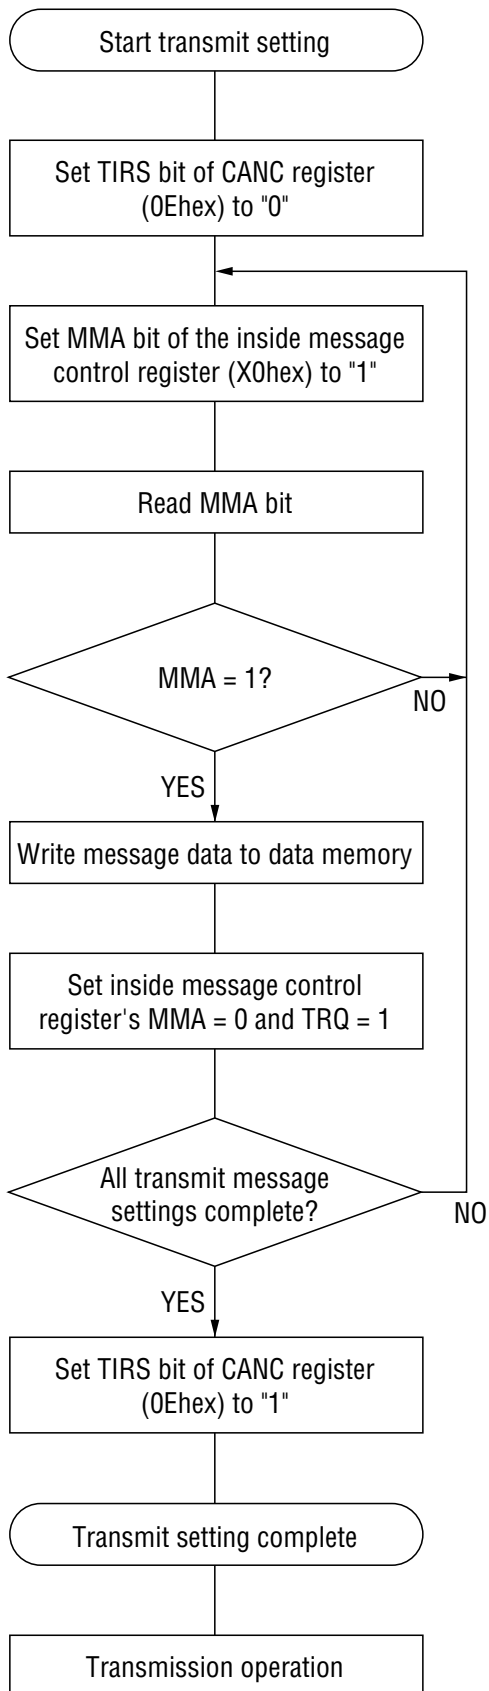 Start transmit setting
Set TIRS bit of CANC register
(0Ehex) to "0"
Set MMA bit of the inside message
control register (X0hex) to "1"
Read MMA bit
MMA = 1?
NO
YES
Write message data to data memory
Set inside message control
register's MMA = 0 and TRQ = 1
All transmit message
settings complete?
NO
YES
Set TIRS bit of CANC register
(0Ehex) to "1"
Transmit setting complete
Transmission operation